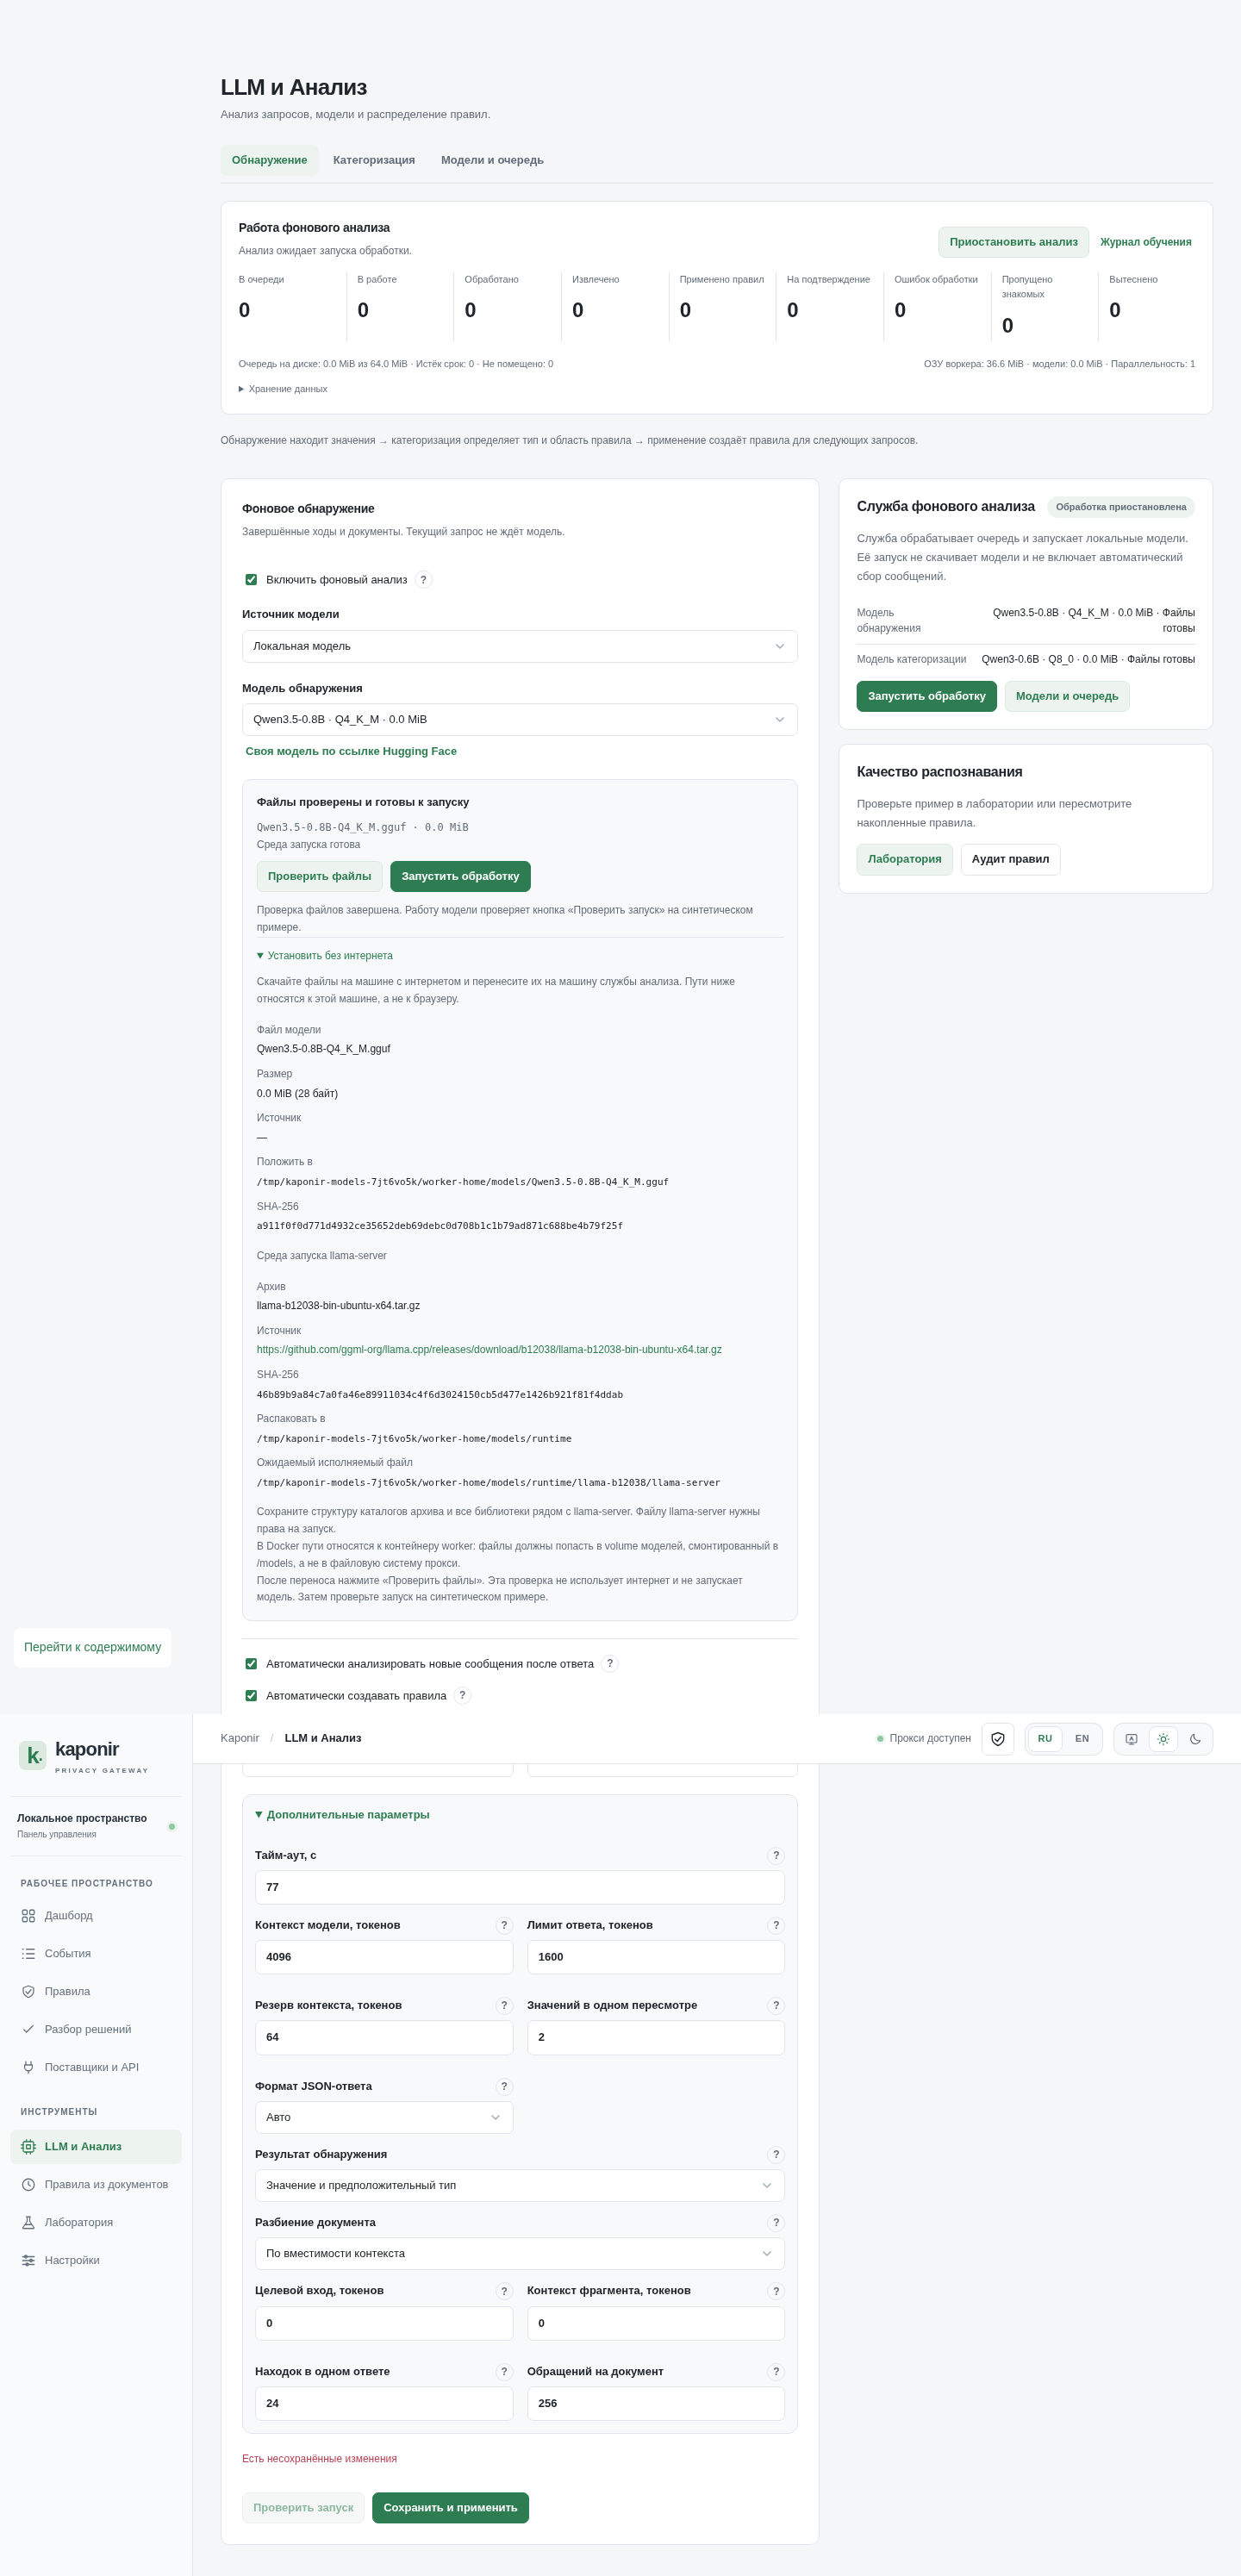 LLM и Анализ
Анализ запросов, модели и распределение правил.
Обнаружение
Категоризация
Модели и очередь
Работа фонового анализа
Анализ ожидает запуска обработки.
Приостановить анализ
Журнал обучения
В очереди
0
В работе
0
Обработано
0
Извлечено
0
Применено правил
0
На подтверждение
0
Ошибок обработки
0
Пропущено
знакомых
0
Вытеснено
0
Очередь на диске: 0.0 MiB из 64.0 MiB · Истёк срок: 0 · Не помещено: 0
ОЗУ воркера: 36.6 MiB · модели: 0.0 MiB · Параллельность: 1
Хранение данных
Обнаружение находит значения → категоризация определяет тип и область правила → применение создаёт правила для следующих запросов.
Фоновое обнаружение
Завершённые ходы и документы. Текущий запрос не ждёт модель.
Включить фоновый анализ ?
Источник модели
Локальная модель
Модель обнаружения
Qwen3.5-0.8B · Q4_K_M · 0.0 MiB
Своя модель по ссылке Hugging Face
Файлы проверены и готовы к запуску
Qwen3.5-0.8B-Q4_K_M.gguf · 0.0 MiB
Среда запуска готова
Проверить файлы
Запустить обработку
Проверка файлов завершена. Работу модели проверяет кнопка «Проверить запуск» на синтетическом
примере.
Установить без интернета
Скачайте файлы на машине с интернетом и перенесите их на машину службы анализа. Пути ниже
относятся к этой машине, а не к браузеру.
Файл модели
Qwen3.5-0.8B-Q4_K_M.gguf
Размер
0.0 MiB (28 байт)
Источник
—
Положить в
/tmp/kaponir-models-7jt6vo5k/worker-home/models/Qwen3.5-0.8B-Q4_K_M.gguf
SHA-256
a911f0f0d771d4932ce35652deb69debc0d708b1c1b79ad871c688be4b79f25f
Среда запуска llama-server
Архив
llama-b12038-bin-ubuntu-x64.tar.gz
Источник
https://github.com/ggml-org/llama.cpp/releases/download/b12038/llama-b12038-bin-ubuntu-x64.tar.gz
SHA-256
46b89b9a84c7a0fa46e89911034c4f6d3024150cb5d477e1426b921f81f4ddab
Распаковать в
/tmp/kaponir-models-7jt6vo5k/worker-home/models/runtime
Ожидаемый исполняемый файл
/tmp/kaponir-models-7jt6vo5k/worker-home/models/runtime/llama-b12038/llama-server
Сохраните структуру каталогов архива и все библиотеки рядом с llama-server. Файлу llama-server нужны
права на запуск.
В Docker пути относятся к контейнеру worker: файлы должны попасть в volume моделей, смонтированный в
/models, а не в файловую систему прокси.
После переноса нажмите «Проверить файлы». Эта проверка не использует интернет и не запускает
модель. Затем проверьте запуск на синтетическом примере.
Автоматически анализировать новые сообщения после ответа ?
Автоматически создавать правила ?
Служба фонового анализа
Обработка приостановлена
Служба обрабатывает очередь и запускает локальные модели.
Её запуск не скачивает модели и не включает автоматический
сбор сообщений.
Модель
обнаружения
Qwen3.5-0.8B · Q4_K_M · 0.0 MiB · Файлы
готовы
Модель категоризации
Qwen3-0.6B · Q8_0 · 0.0 MiB · Файлы готовы
Запустить обработку
Модели и очередь
Качество распознавания
Проверьте пример в лаборатории или пересмотрите
накопленные правила.
Лаборатория
Аудит правил
Перейти к содержимому
k.
kaponir
PRIVACY GATEWAY
Локальное пространство
Панель управления
РАБОЧЕЕ ПРОСТРАНСТВО
Дашборд
События
Правила
Разбор решений
Поставщики и API
ИНСТРУМЕНТЫ
LLM и Анализ
Правила из документов
Лаборатория
Настройки
Kaponir / LLM и Анализ
Прокси доступен
RU
EN
Дополнительные параметры
Тайм-аут, с ?
77
Контекст модели, токенов ?
4096
Лимит ответа, токенов ?
1600
Резерв контекста, токенов ?
64
Значений в одном пересмотре ?
2
Формат JSON-ответа ?
Авто
Результат обнаружения ?
Значение и предположительный тип
Разбиение документа ?
По вместимости контекста
Целевой вход, токенов ?
0
Контекст фрагмента, токенов ?
0
Находок в одном ответе ?
24
Обращений на документ ?
256
Есть несохранённые изменения
Проверить запуск
Сохранить и применить